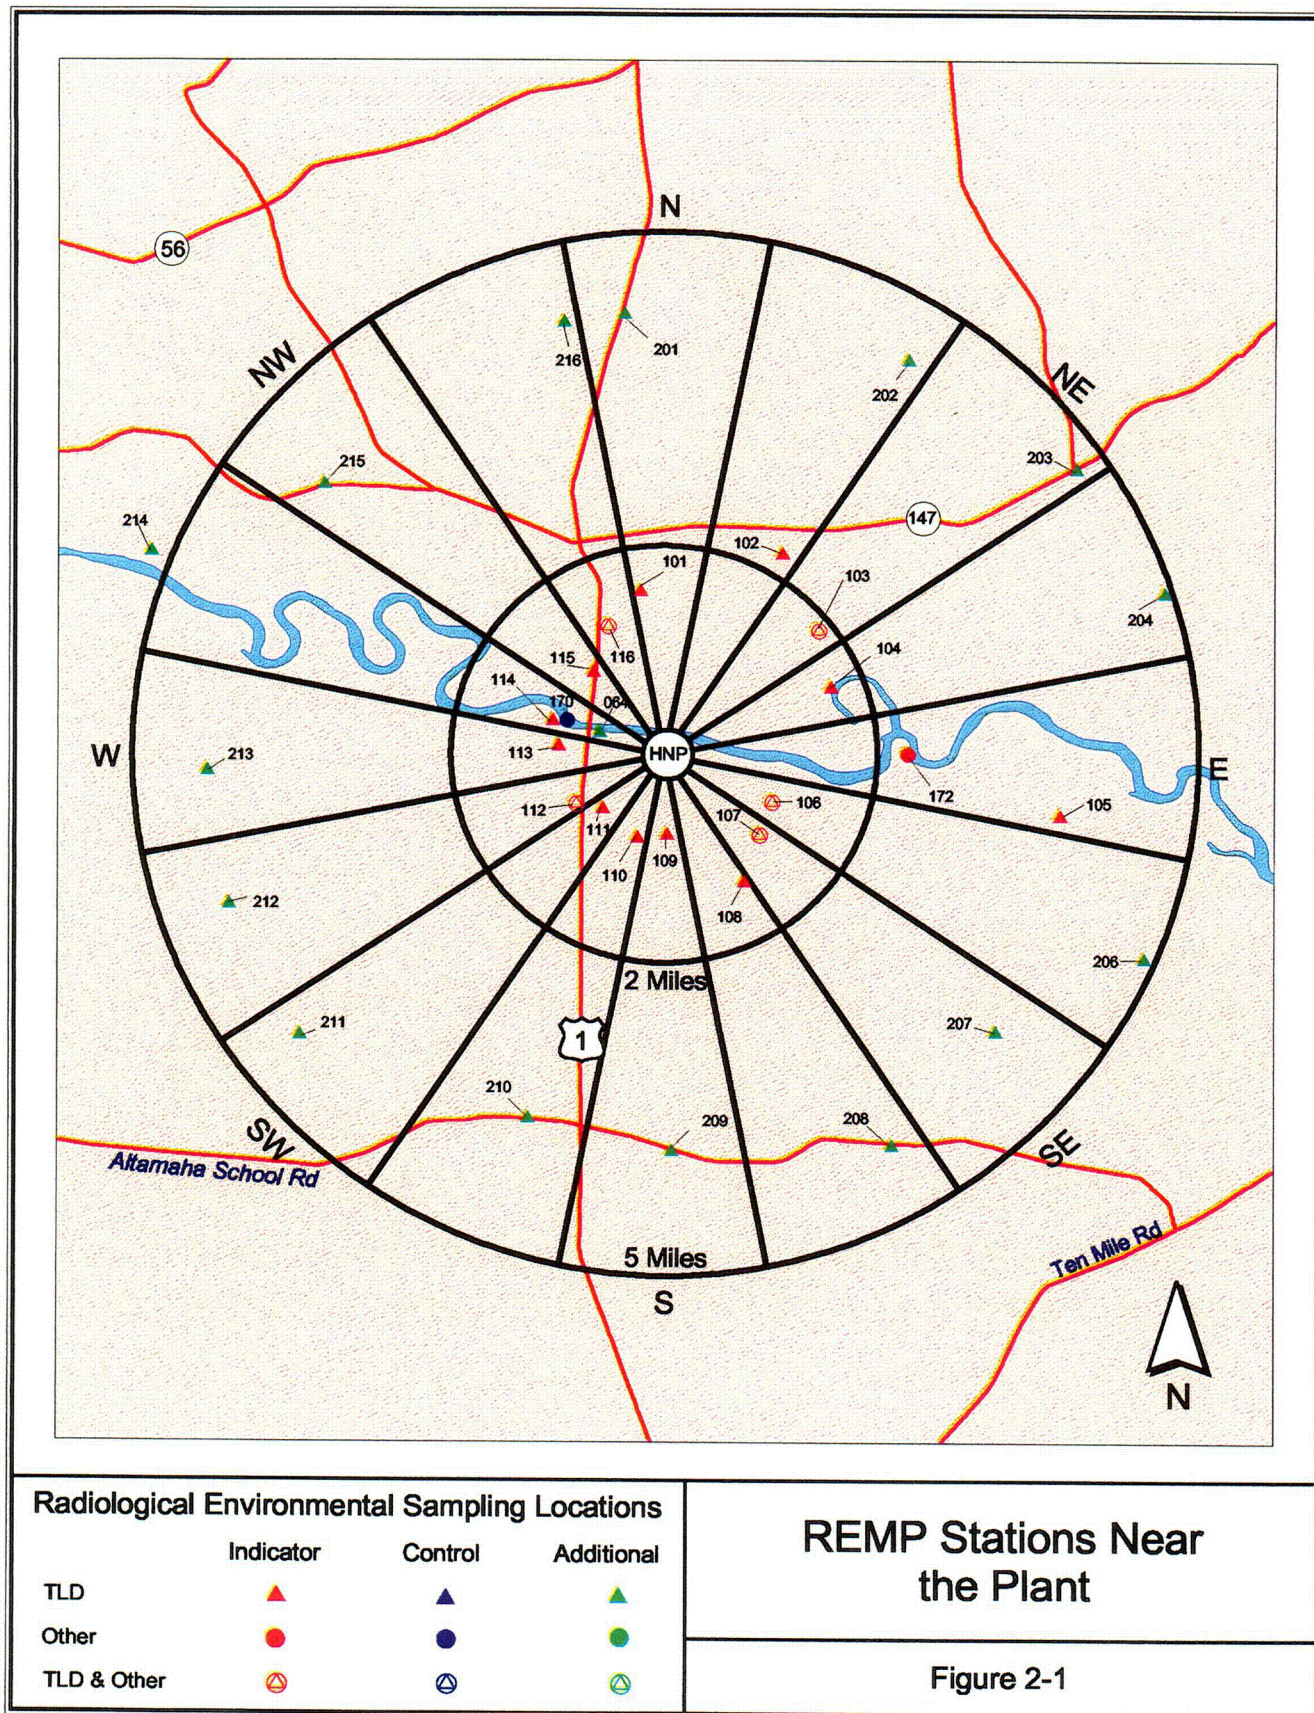 N
56
201
216
202
NW
NE
203
215
147
214
102
101
103
204
104
115
116
114
170
064
W
213
113
HNP
E
172
105
112
111
107
106
110
109
108
212
206
2 Miles
211
207
1
210
209
208
SW
SE
Altamaha School Rd
5 Miles
Ten Mile Rd
S
N
Radiological Environmental Sampling Locations
Indicator Control Additional
TLD
Other
TLD & Other
REMP Stations Near
the Plant
Figure 2-1